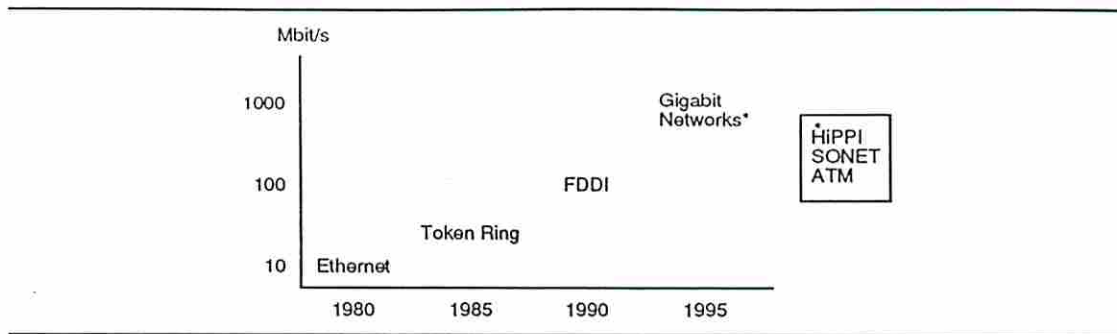 Mbit/s
1000
Gigabit
Networks*
*
HiPPI
SONET
ATM
100
FDDI
Token Ring
10
Ethernet
1980 1985 1990 1995